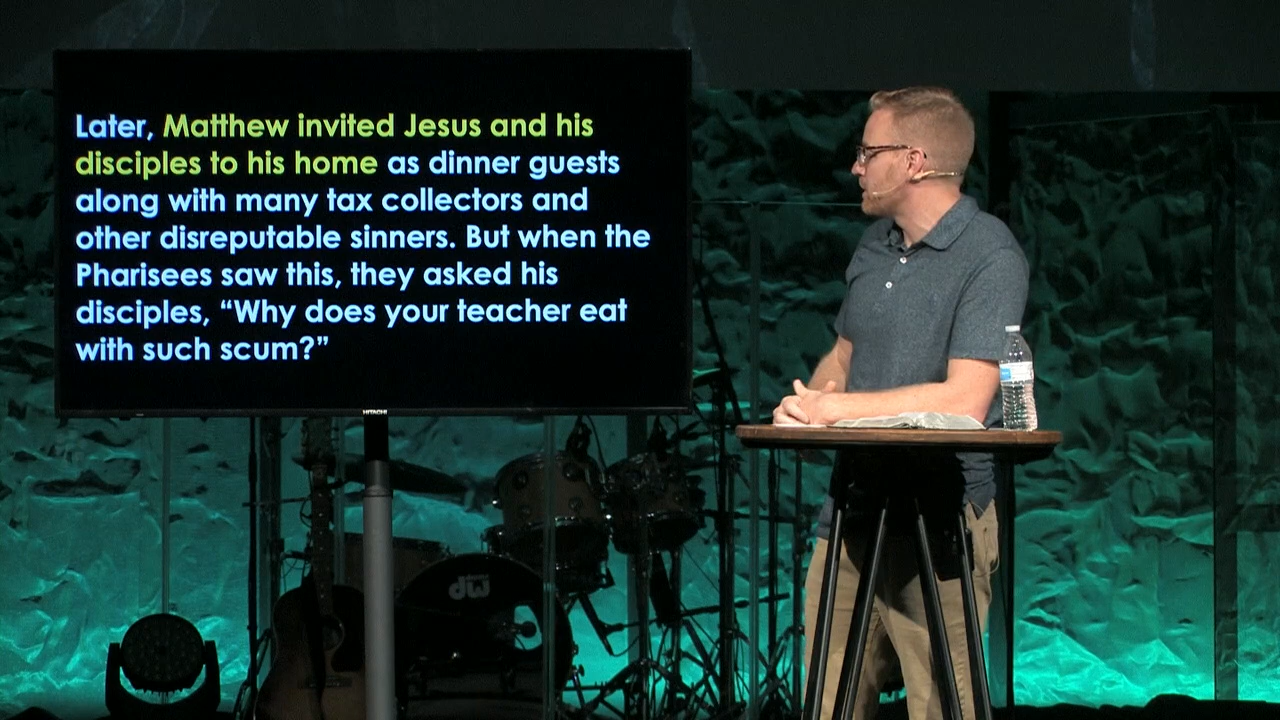 Later, Matthew invited Jesus and his
disciples to his home as dinner guests
along with many tax collectors and
other disreputable sinners. But when the
Pharisees saw this, they asked his
disciples, “Why does your teacher eat
with such scum?”
HITACHI
dw